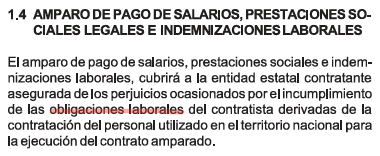 1.4 AMPARO DE PAGO DE SALARIOS, PRESTACIONES SO-
CIALES LEGALES E INDEMNIZACIONES LABORALES
El amparo de pago de salarios, prestaciones sociales e indem-
nizaciones laborales, cubrirá a la entidad estatal contratante
asegurada de los perjuicios ocasionados por el incumplimiento
de las obligaciones laborales del contratista derivadas de la
contratación del personal utilizado en el territorio nacional para
la ejecución del contrato amparado.